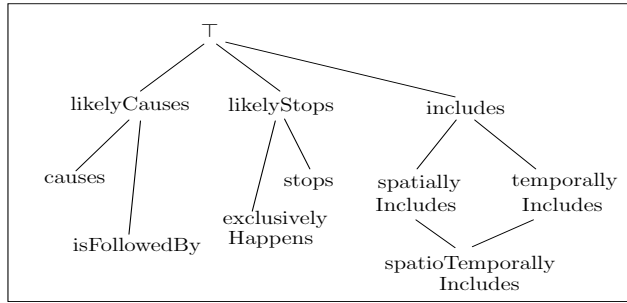 ⊤
likelyCauses likelyStops includes
causes stops spatially temporally
Includes Includes
exclusively
Happens
isFollowedBy
spatioTemporally
Includes